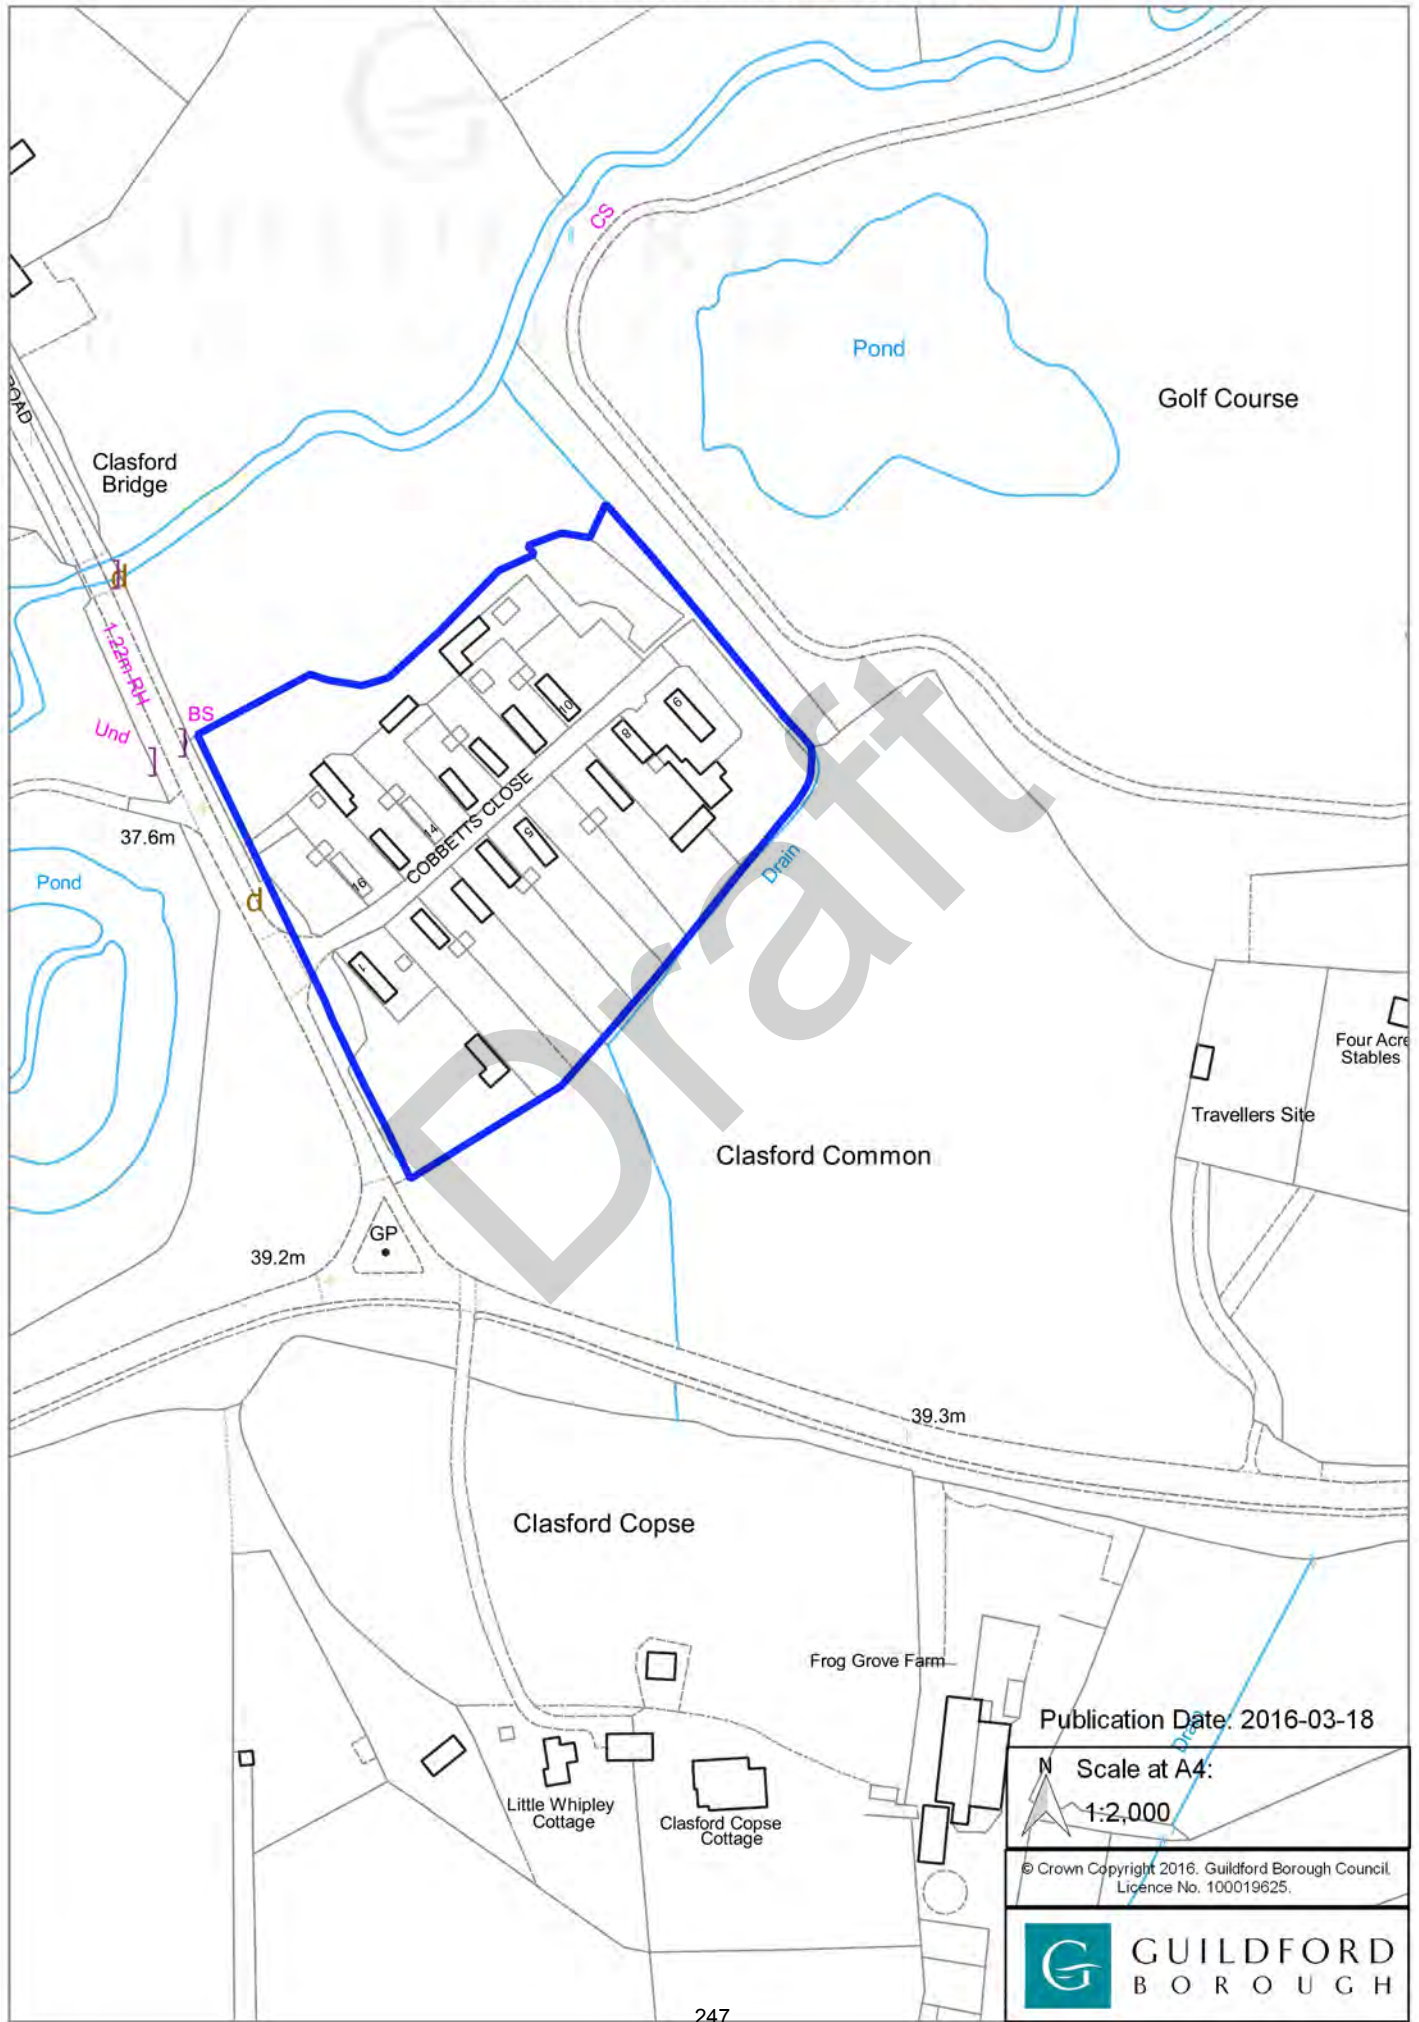 CS
Pond
Golf Course
ROAD
Clasford
Bridge
d
1.22m RH
BS
Und
10
9
8
COBBETTS CLOSE
14
5
37.6m
16
Drain
Pond
d
1
Four Acre
Stables
Travellers Site
Clasford Common
Draft
GP
39.2m
39.3m
Clasford Copse
Frog Grove Farm
Publication Date: 2016-03-18
Drain
N
Scale at A4:
1:2,000
Little Whipley
Cottage
Clasford Copse
Cottage
© Crown Copyright 2016. Guildford Borough Council.
Licence No. 100019625.
G
GUILDFORD
BOROUGH
247